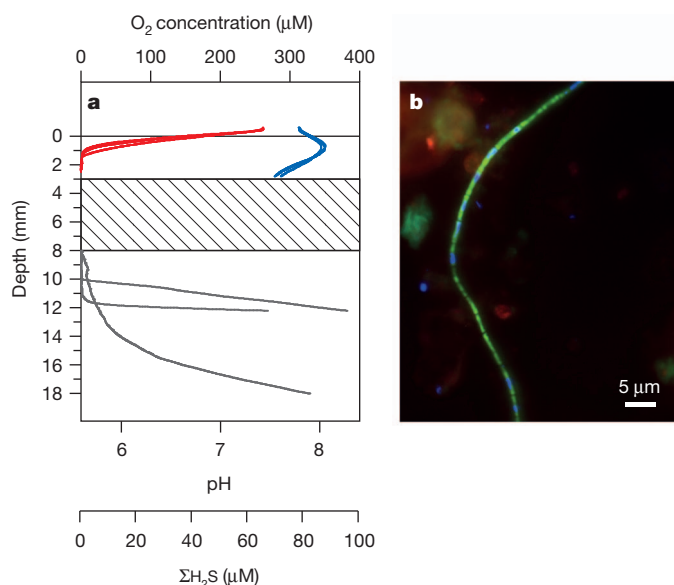 O2 concentration (μM)
0 100 200 300 400
a
b
0
2
4
6
8
10
12
14
16
18
Depth (mm)
5 μm
6 7 8
pH
0 20 40 60 80 100
ΣH2S (μM)